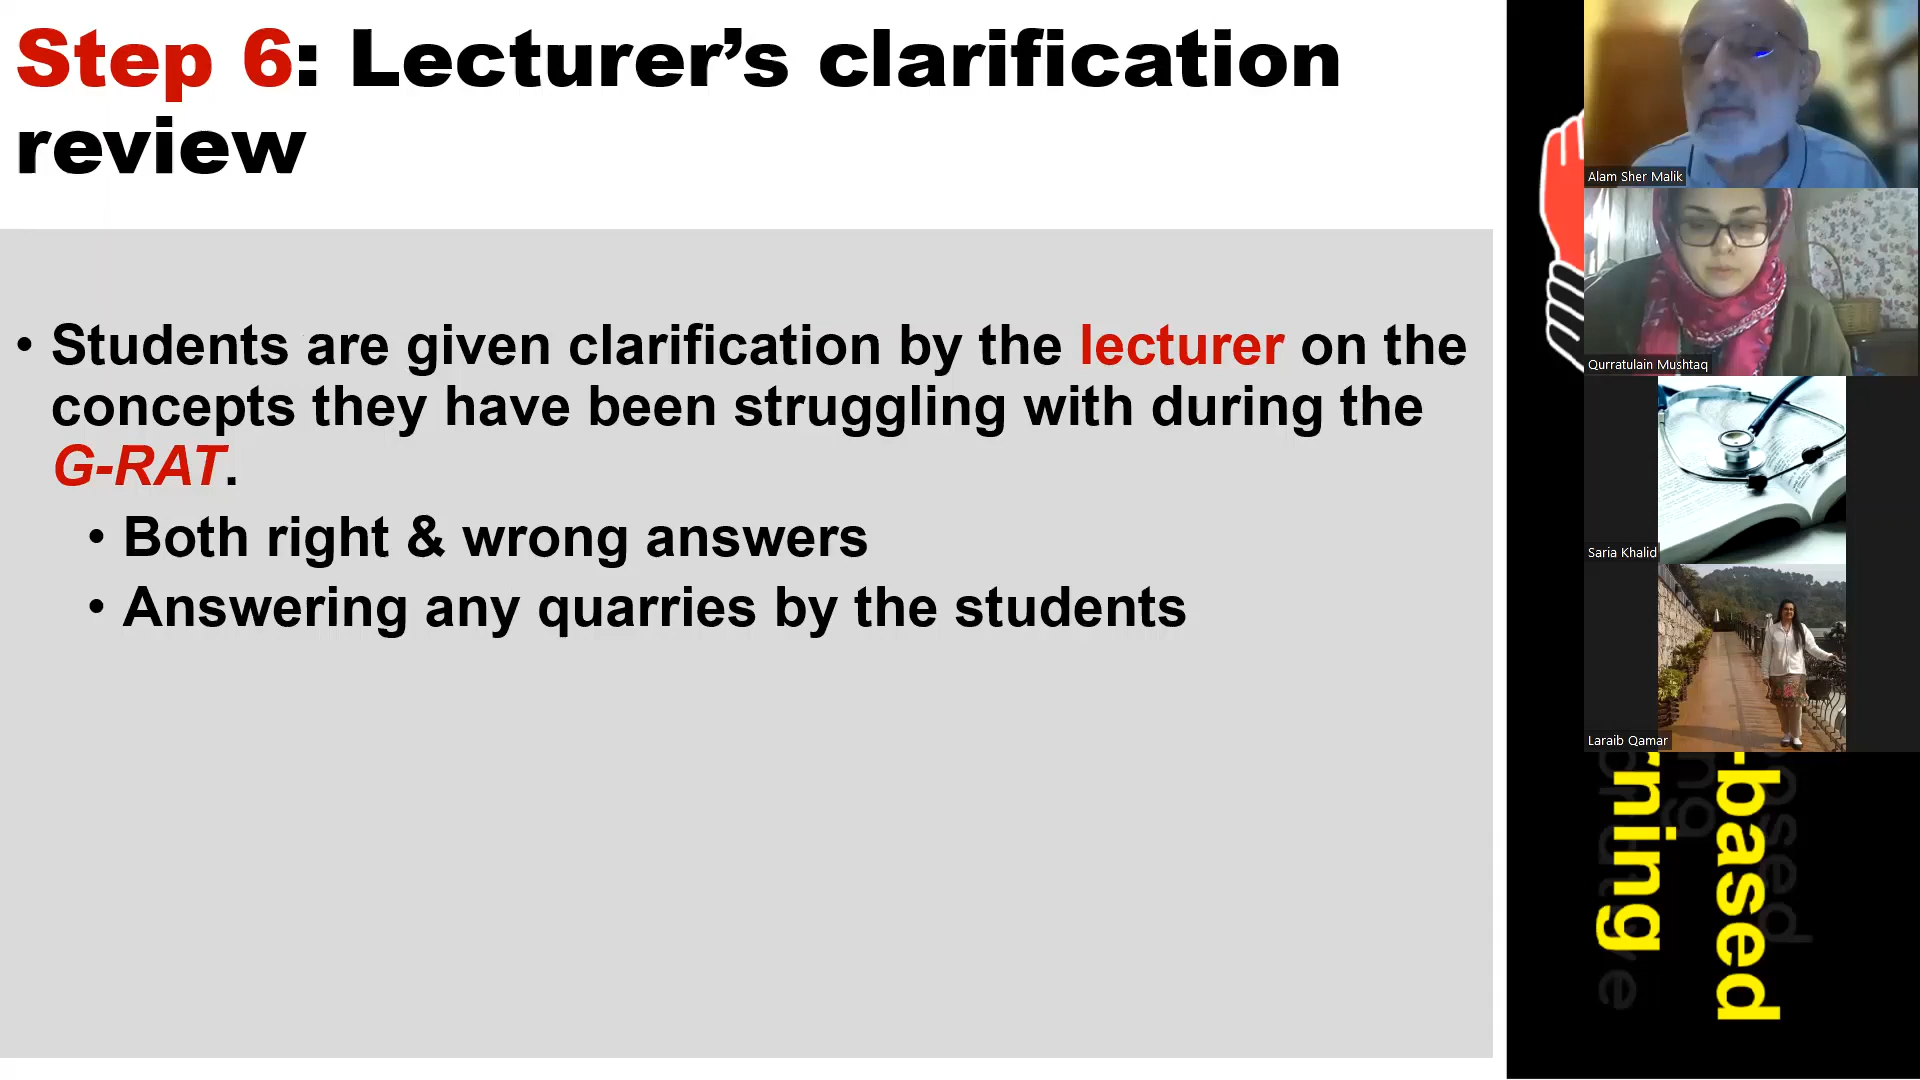 Step 6: Lecturer’s clarification
review
• Students are given clarification by the lecturer on the
concepts they have been struggling with during the
G-RAT.
• Both right & wrong answers
• Answering any quarries by the students
Alam Sher Malik
Qurratulain Mushtaq
Saria Khalid
Laraib Qamar
-based
rning